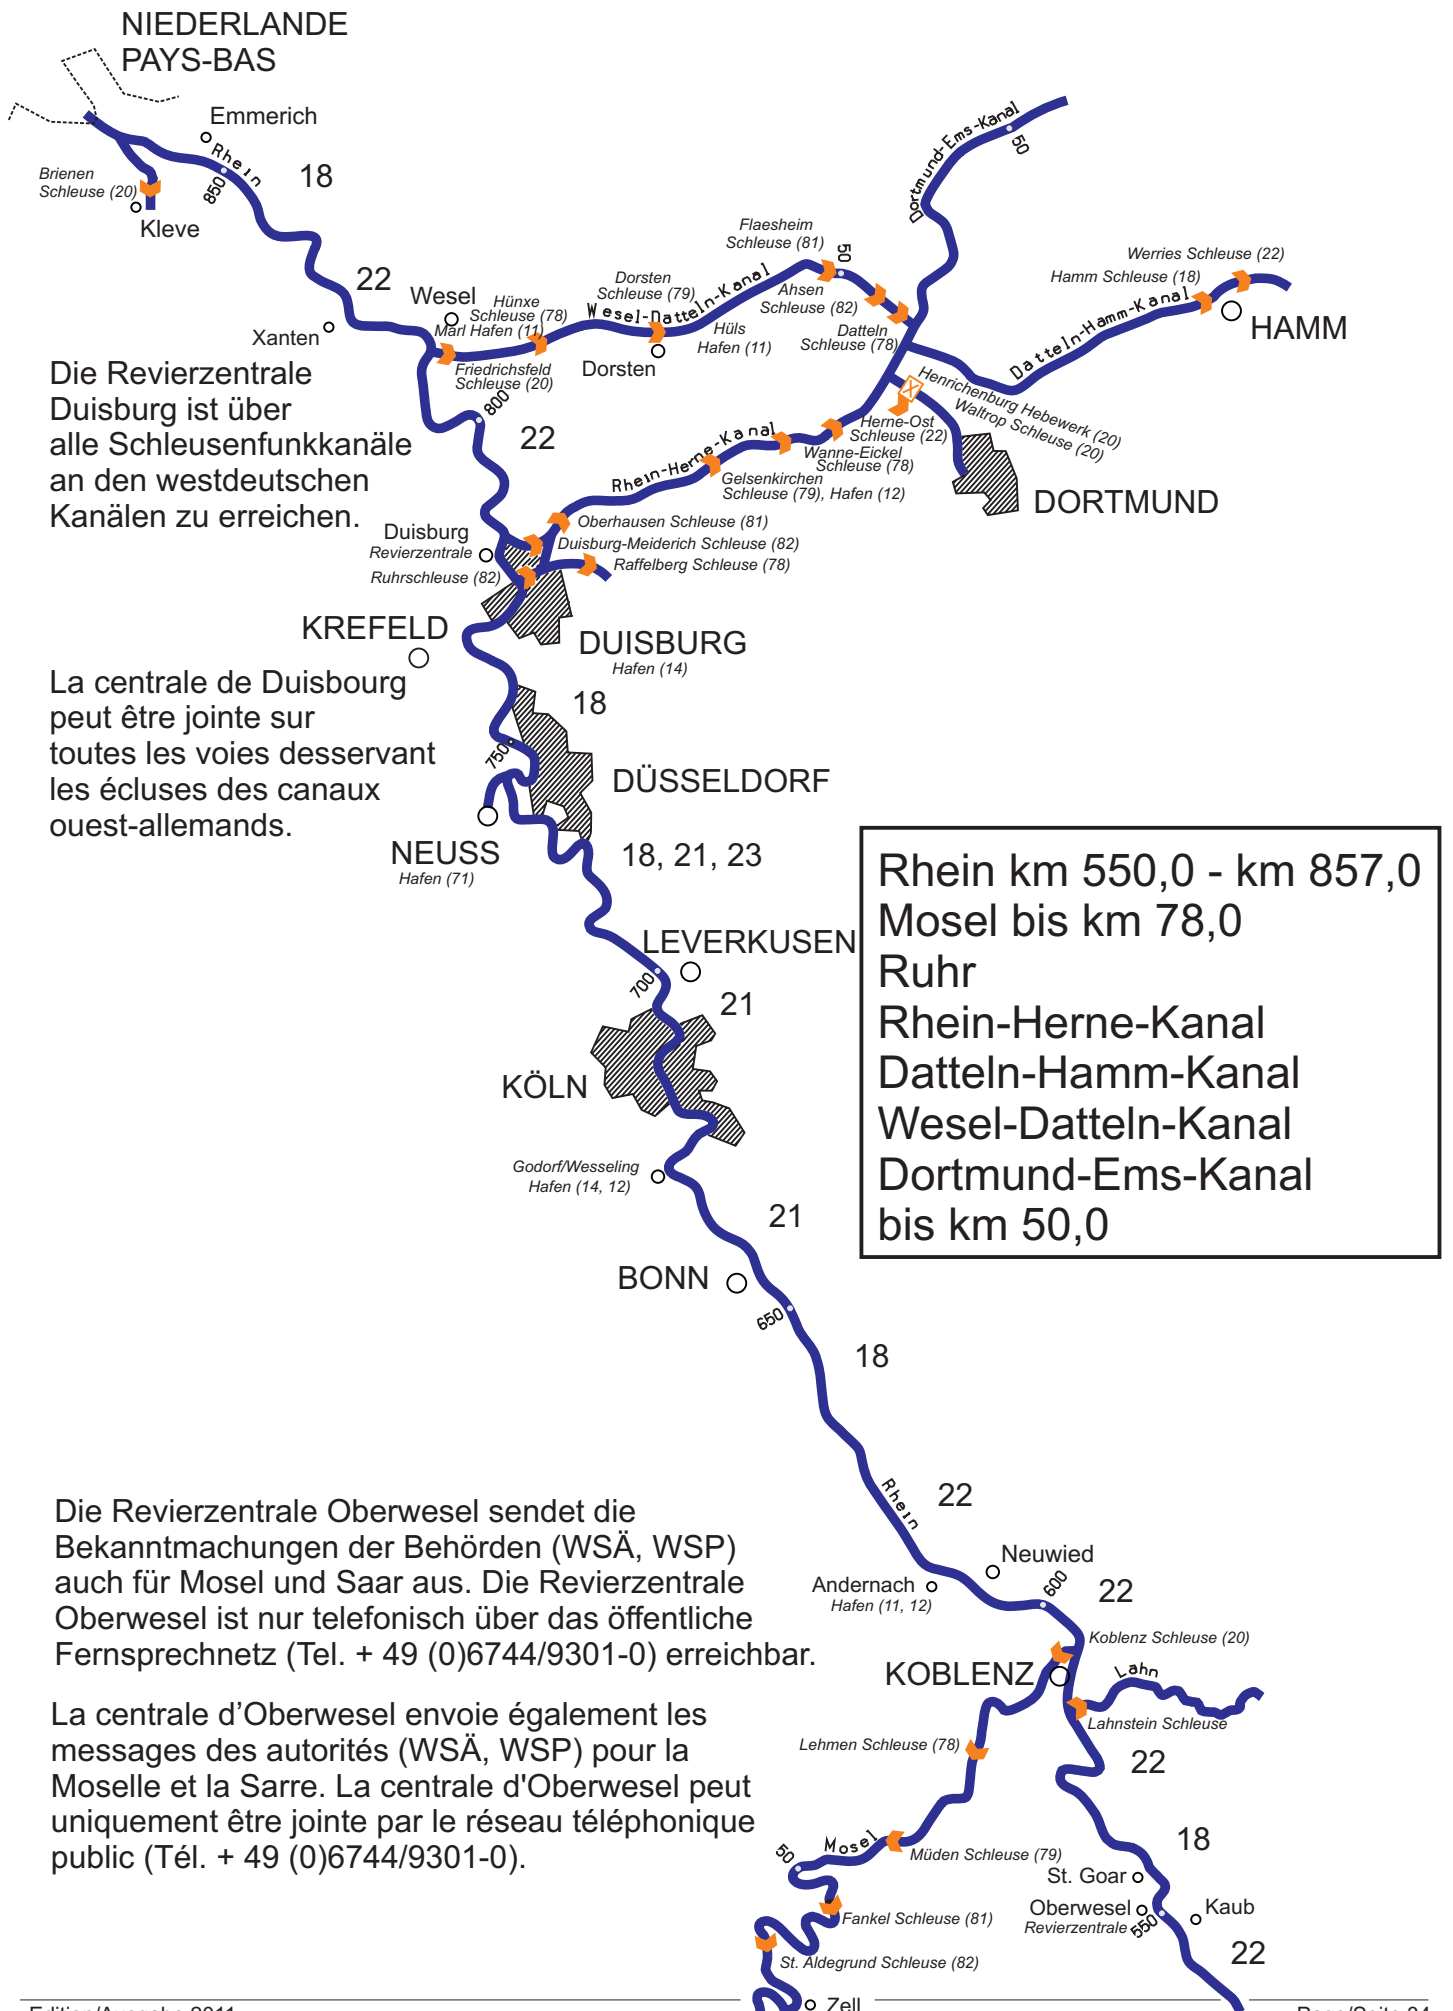 NIEDERLANDE
PAYS-BAS
Emmerich
Rhein
850
18
Brienen
Schleuse (20)
Kleve
Dortmund-Ems-Kanal
50
22
Wesel
Xanten
Hünxe
Schleuse (78)
Marl Hafen (11)
Friedrichsfeld
Schleuse (20)
Dorsten
Schleuse (79)
Wesel-Datteln-Kanal
Hüls
Hafen (11)
Dorsten
Flaesheim
Schleuse (81)
50
Ahsen
Schleuse (82)
Datteln
Schleuse (78)
Werries Schleuse (22)
Hamm Schleuse (18)
Datteln-Hamm-Kanal
HAMM
Die Revierzentrale
Duisburg ist über
alle Schleusenfunkkanäle
an den westdeutschen
Kanälen zu erreichen.
800
22
Henrichenburg Hebewerk (20)
Waltrop Schleuse (20)
Herne-Ost
Schleuse (22)
Wanne-Eickel
Schleuse (78)
Rhein-Herne-Kanal
Gelsenkirchen
Schleuse (79), Hafen (12)
DORTMUND
Duisburg
Revierzentrale
Oberhausen Schleuse (81)
Duisburg-Meiderich Schleuse (82)
Raffelberg Schleuse (78)
Ruhrschleuse (82)
KREFELD
DUISBURG
Hafen (14)
La centrale de Duisbourg
peut être jointe sur
toutes les voies desservant
les écluses des canaux
ouest-allemands.
18
750
DÜSSELDORF
NEUSS
Hafen (71)
18, 21, 23
LEVERKUSEN
700
21
KÖLN
Rhein km 550,0 - km 857,0
Mosel bis km 78,0
Ruhr
Rhein-Herne-Kanal
Datteln-Hamm-Kanal
Wesel-Datteln-Kanal
Dortmund-Ems-Kanal
bis km 50,0
Godorf/Wesseling
Hafen (14, 12)
21
BONN
650
18
Rhein
22
Die Revierzentrale Oberwesel sendet die
Bekanntmachungen der Behörden (WSÄ, WSP)
auch für Mosel und Saar aus. Die Revierzentrale
Oberwesel ist nur telefonisch über das öffentliche
Fernsprechnetz (Tel. + 49 (0)6744/9301-0) erreichbar.
Neuwied
Andernach
Hafen (11, 12)
600
22
Koblenz Schleuse (20)
KOBLENZ
Lahn
Lahnstein Schleuse
La centrale d’Oberwesel envoie également les
messages des autorités (WSÄ, WSP) pour la
Moselle et la Sarre. La centrale d'Oberwesel peut
uniquement être jointe par le réseau téléphonique
public (Tél. + 49 (0)6744/9301-0).
Lehmen Schleuse (78)
22
Mosel
50
Müden Schleuse (79)
18
St. Goar
Oberwesel
Revierzentrale
550
Kaub
Fankel Schleuse (81)
St. Aldegrund Schleuse (82)
22
Zell
Edition/Ausgabe 2011